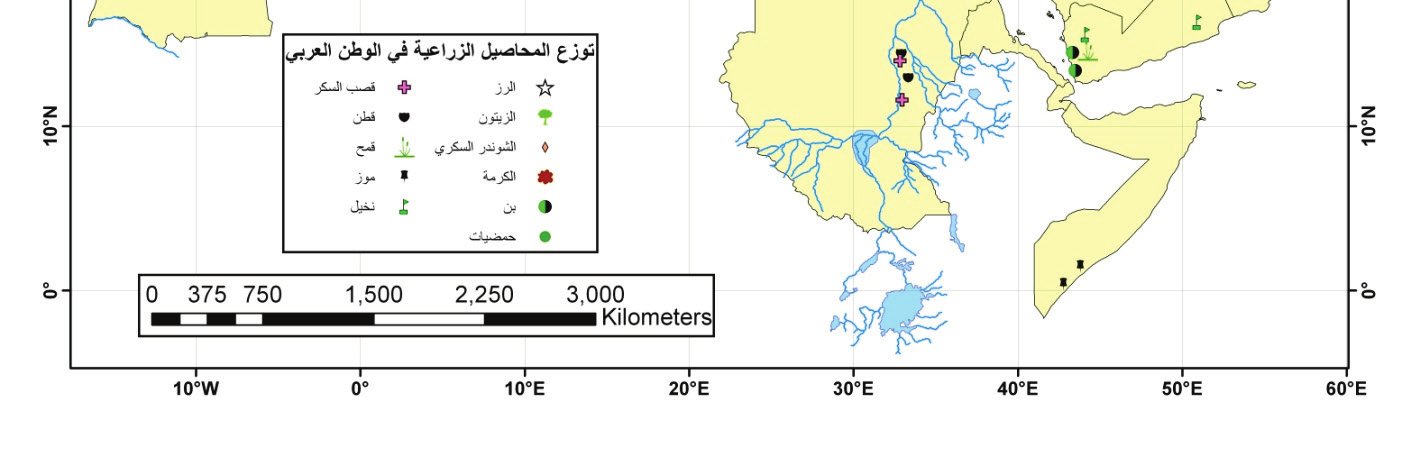 توزع المحاصيل الزراعية في الوطن العربي
الرز قصب السكر
الزيتون قطن
الشوندر السكري قمح
الكرمة موز
بن نخيل
حمضيات
10°N 10°N
0° 0°
0 375 750 1,500 2,250 3,000
Kilometers
10°W 0° 10°E 20°E 30°E 40°E 50°E 60°E